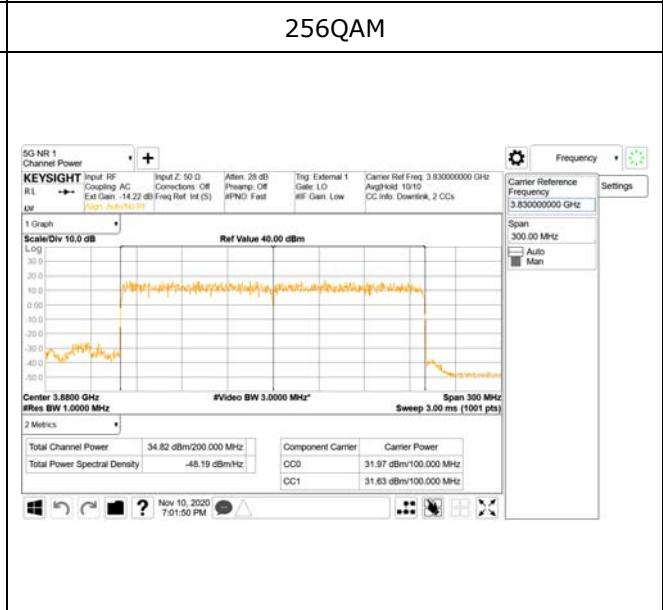 256QAM
5G NR 1
Channel Power
Frequency
KEYSIGHT
Input: RF
Input Z: 50 Ω
Atten: 28 dB
Trig: External 1
Carrier Ref Freq: 3.830000000 GHz
RL
Coupling: AC
Corrections: Off
Preamp: Off
Gate: LO
Avg|Hold: 10/10
Ext Gain: -14.22 dB
Freq Ref: Int (S)
#PNO: Fast
#IF Gain: Low
CC Info: Downlink, 2 CCs
Align: Auto/No RF
Carrier Reference
Frequency
3.830000000 GHz
Settings
Span
300.00 MHz
Auto
Man
1 Graph
Scale/Div 10.0 dB
Ref Value 40.00 dBm
Log
30.0
20.0
10.0
0.00
-10.0
-20.0
-30.0
-40.0
-50.0
Center 3.8800 GHz
#Video BW 3.0000 MHz*
Span 300 MHz
#Res BW 1.0000 MHz
Sweep 3.00 ms (1001 pts)
2 Metrics
Total Channel Power
34.82 dBm/200.000 MHz
Component Carrier
Carrier Power
Total Power Spectral Density
-48.19 dBm/Hz
CC0
31.97 dBm/100.000 MHz
CC1
31.63 dBm/100.000 MHz
?
Nov 10, 2020
7:01:50 PM